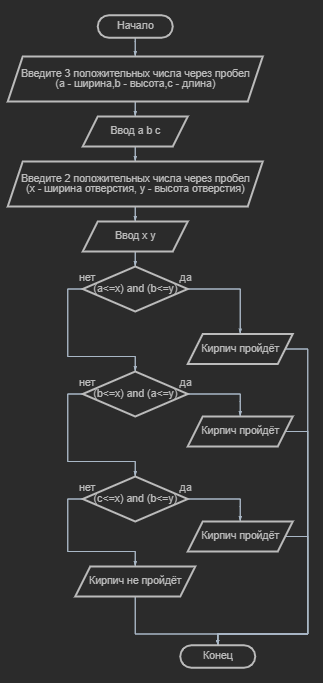 Начало
Введите 3 положительных числа через пробел
(a - ширина,b - высота,c - длина)
Ввод a b c
Введите 2 положительных числа через пробел
(x - ширина отверстия, y - высота отверстия)
Ввод x y
нет
да
(a<=x) and (b<=y)
Кирпич пройдёт
нет
да
(b<=x) and (a<=y)
Кирпич пройдёт
нет
да
(c<=x) and (b<=y)
Кирпич пройдёт
Кирпич не пройдёт
Конец